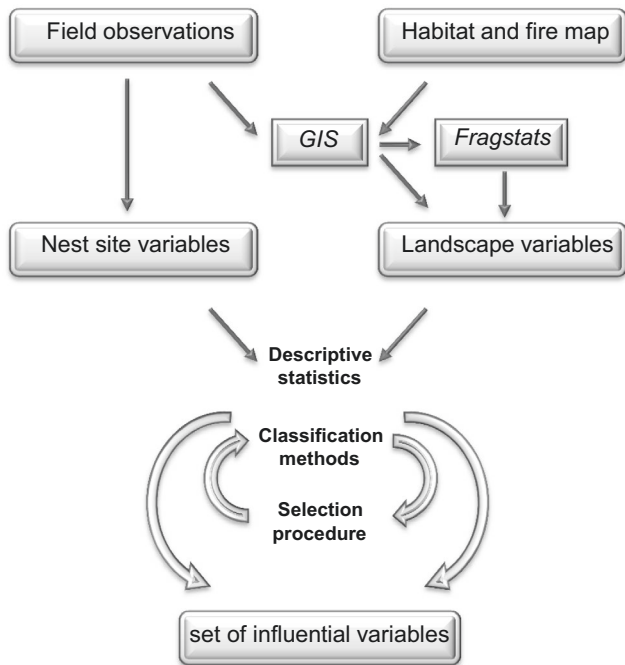 Field observations
Habitat and fire map
GIS
Fragstats
Nest site variables
Landscape variables
Descriptive
statistics
Classification
methods
Selection
procedure
set of influential variables